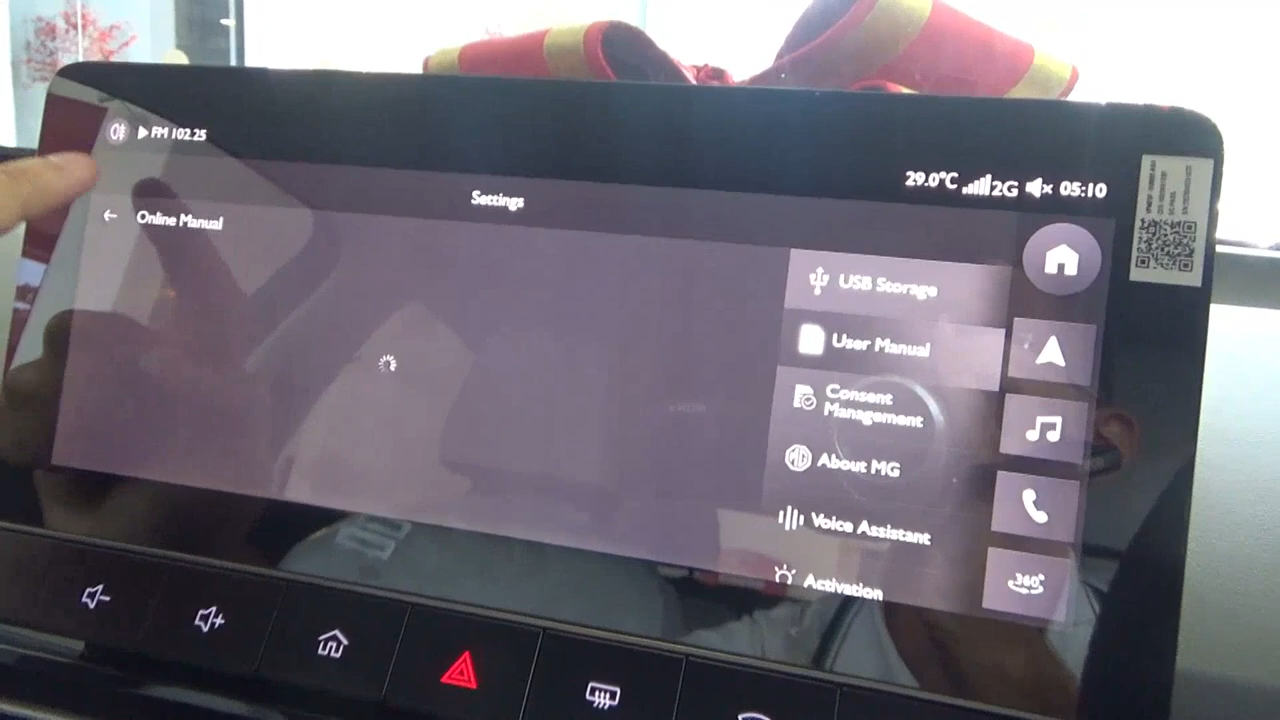 FM 102.25
29.0°C 2G 05:10
Settings
Online Manual
USB Storage
User Manual
Consent
Management
MG About MG
Voice Assistant
Activation
360°